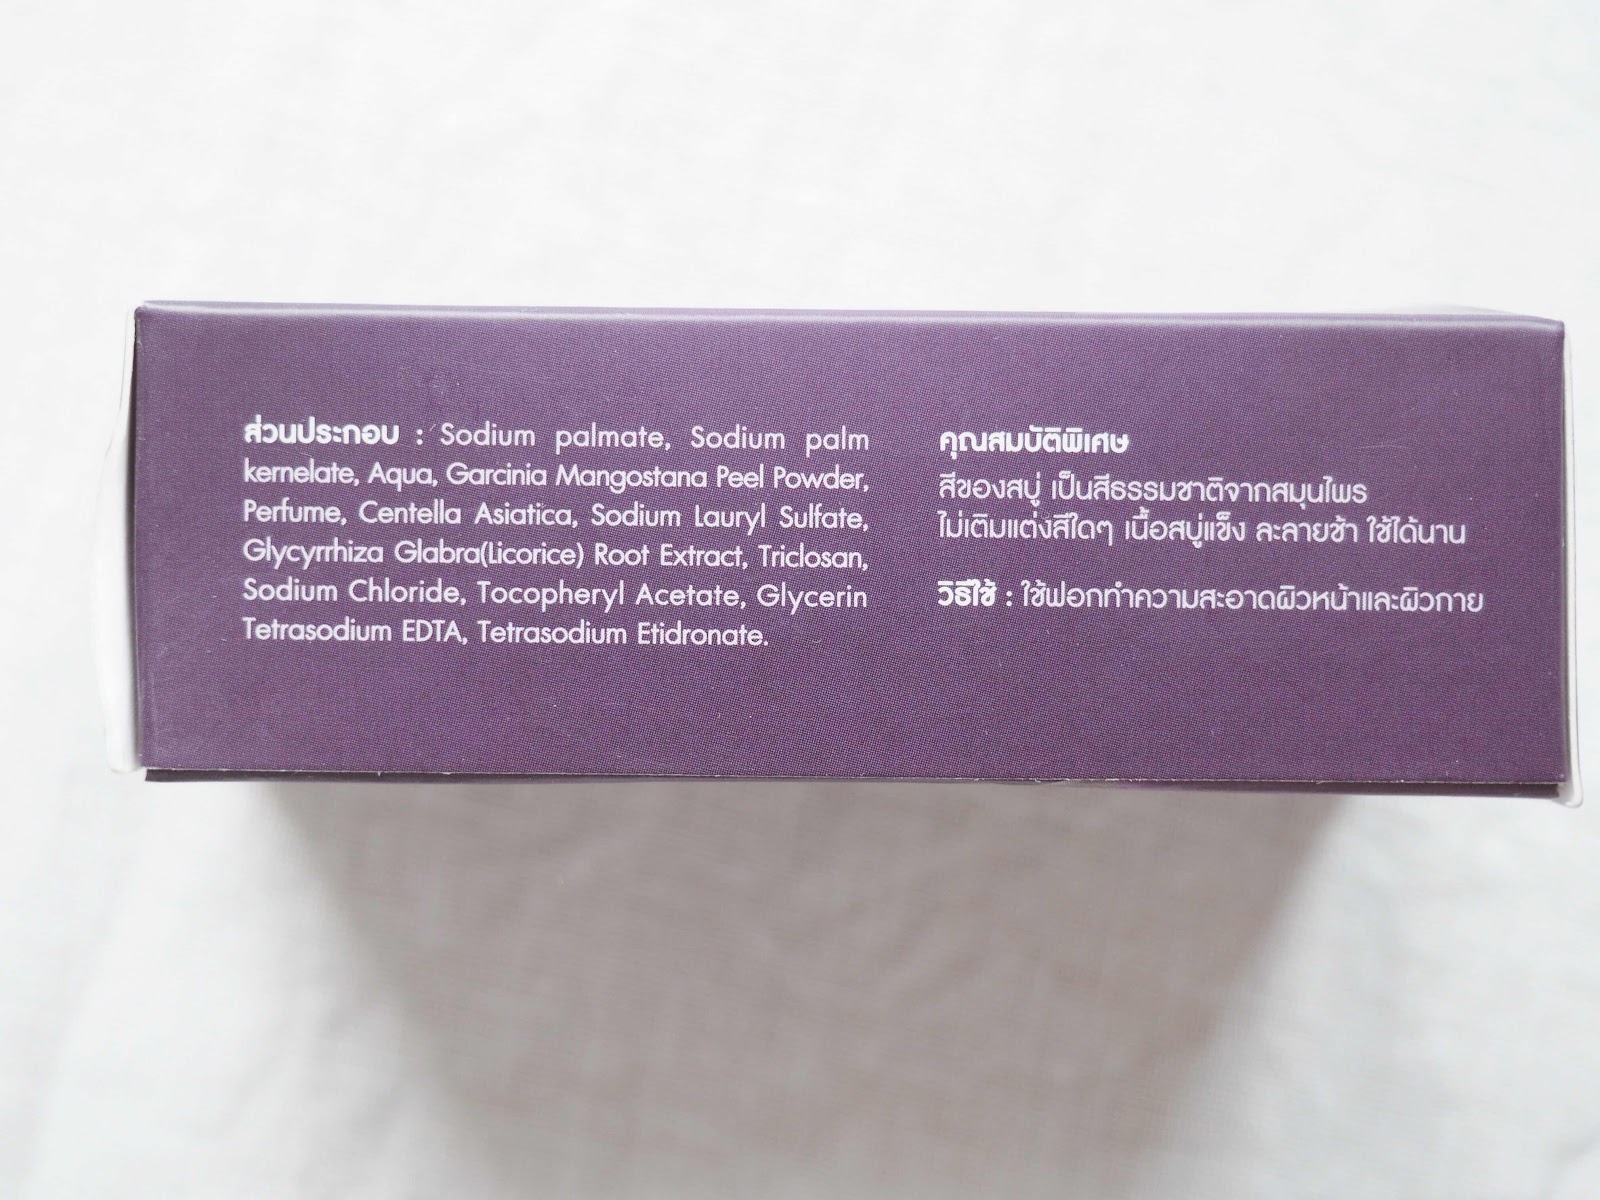 ส่วนประกอบ : Sodium palmate, Sodium palm
kernelate, Aqua, Garcinia Mangostana Peel Powder,
Perfume, Centella Asiatica, Sodium Lauryl Sulfate,
Glycyrrhiza Glabra(Licorice) Root Extract, Triclosan,
Sodium Chloride, Tocopheryl Acetate, Glycerin
Tetrasodium EDTA, Tetrasodium Etidronate.
คุณสมบัติพิเศษ
สีของสบู่ เป็นสีธรรมชาติจากสมุนไพร
ไม่เติมแต่งสีใดๆ เนื้อสบู่แข็ง ละลายช้า ใช้ได้นาน
วิธีใช้ : ใช้ฟอกทำความสะอาดผิวหน้าและผิวกาย